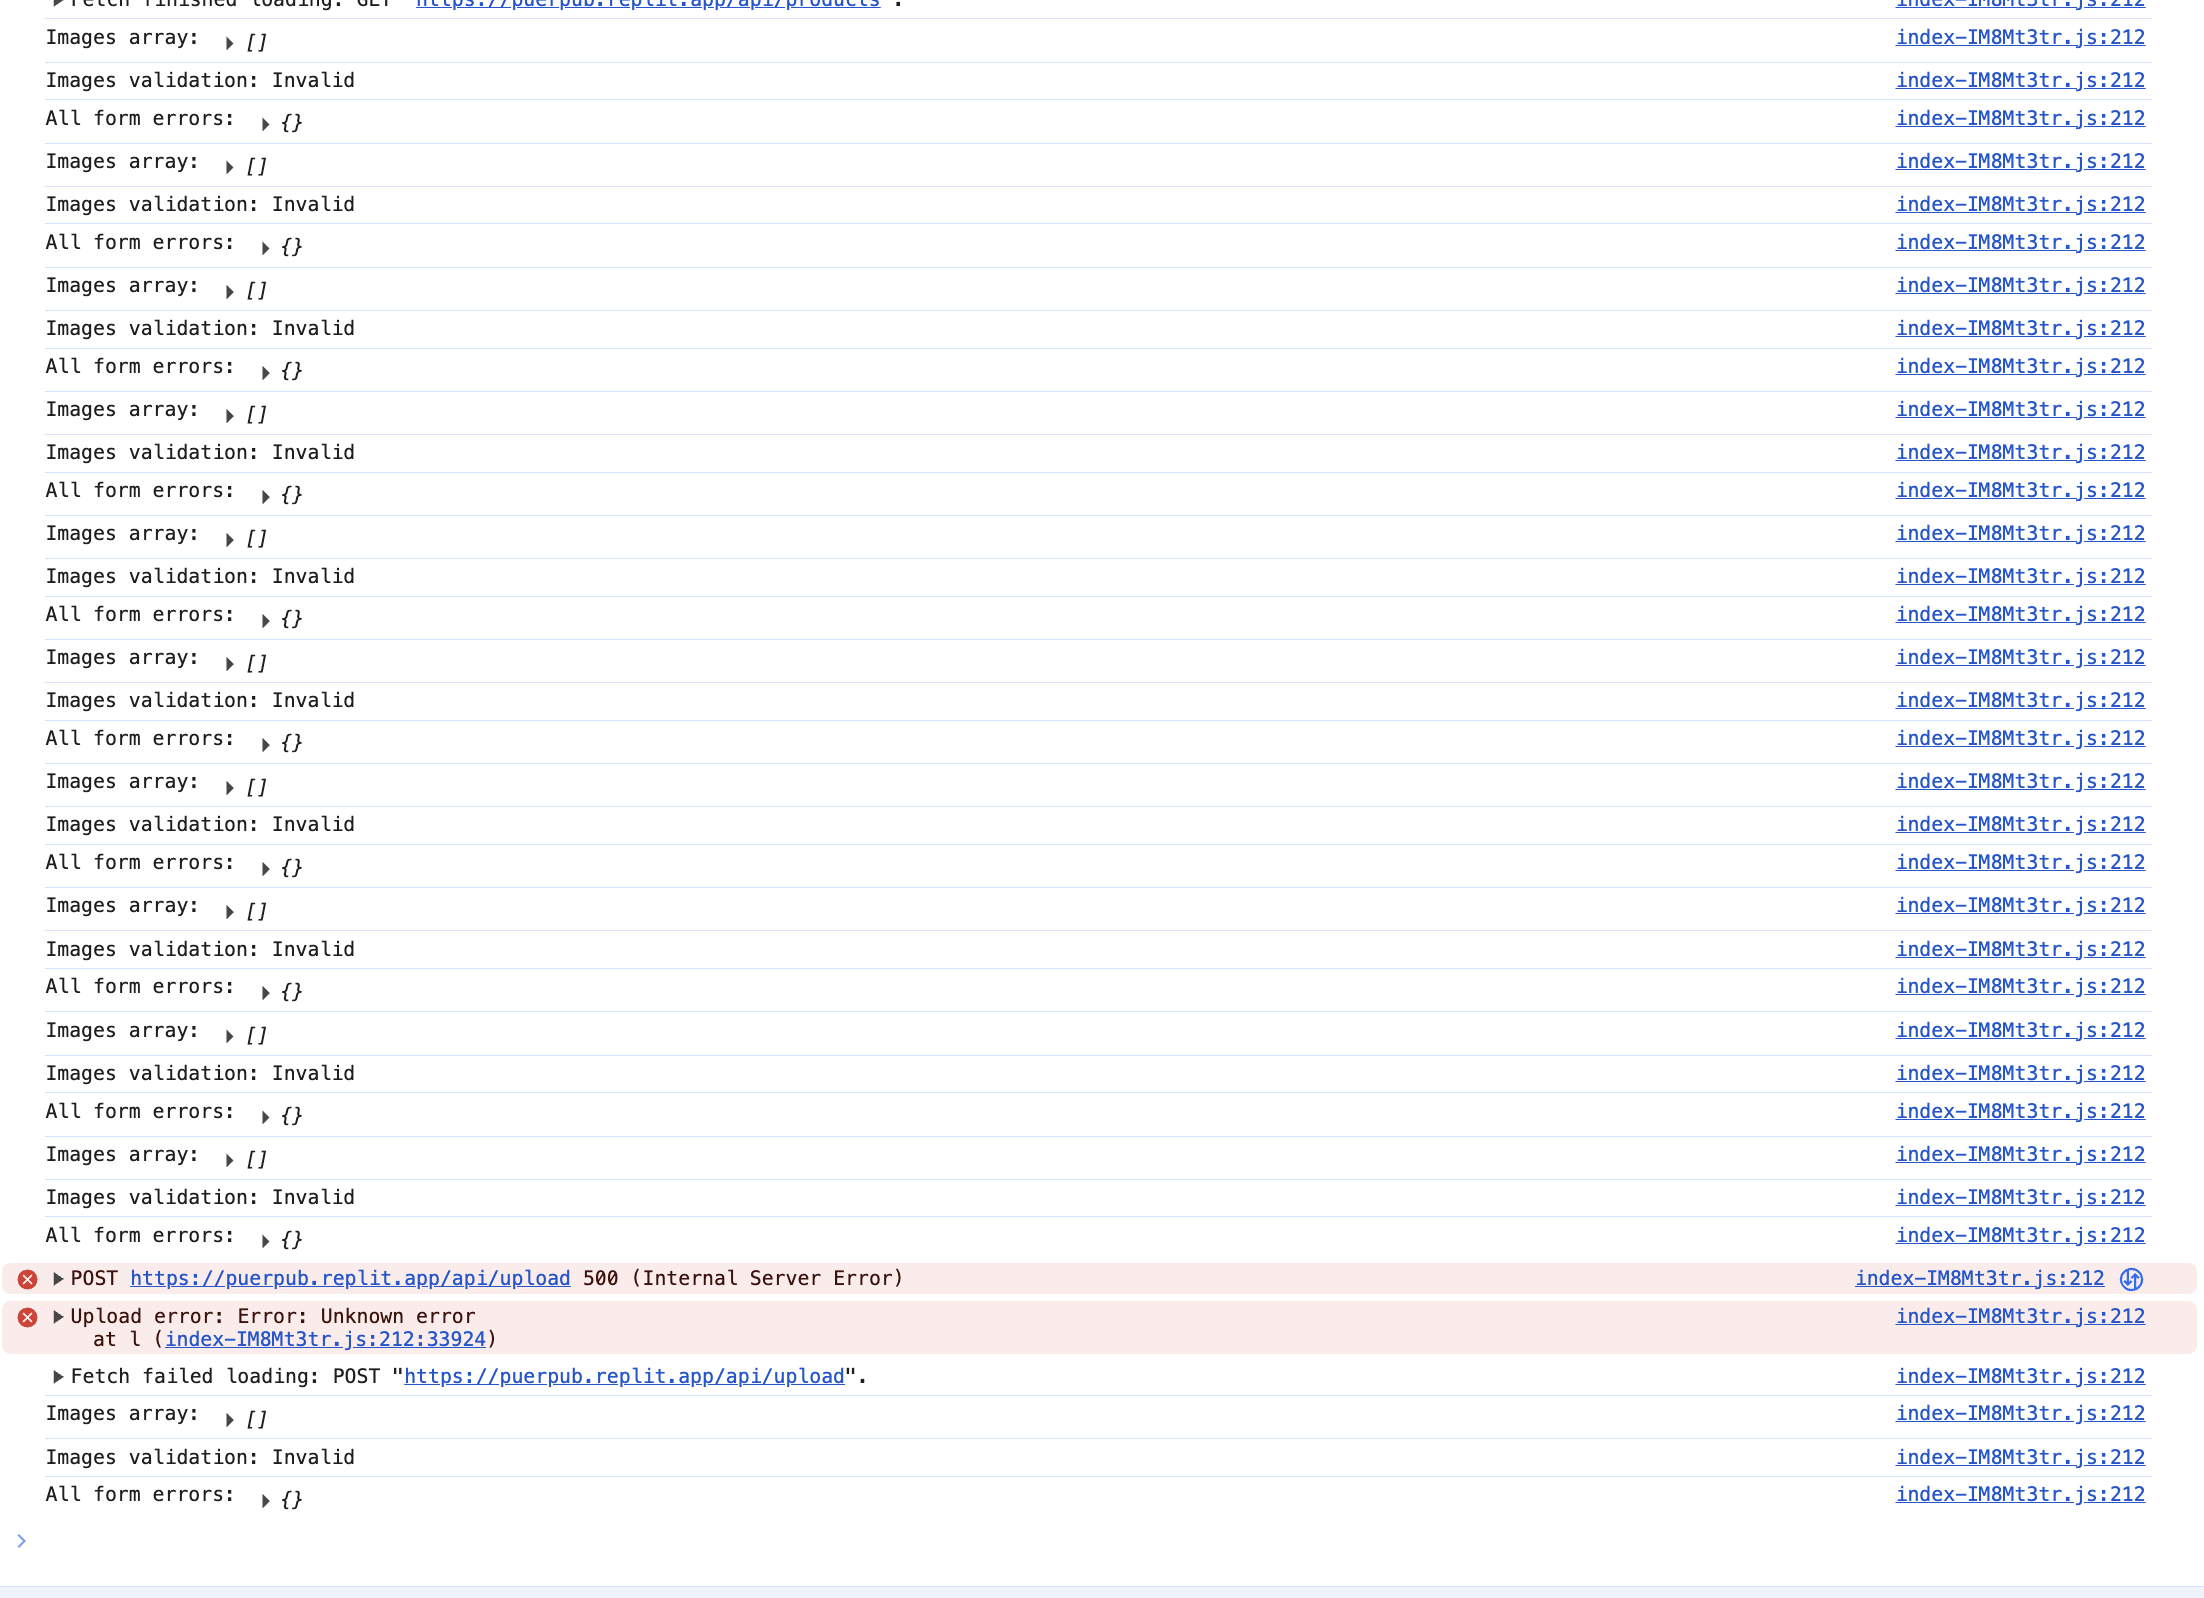 Fetch finished loading: GET "https://puerpub.replit.app/api/products". index-IM8Mt3tr.js:212
Images array: [] index-IM8Mt3tr.js:212
Images validation: Invalid index-IM8Mt3tr.js:212
All form errors: {} index-IM8Mt3tr.js:212
Images array: [] index-IM8Mt3tr.js:212
Images validation: Invalid index-IM8Mt3tr.js:212
All form errors: {} index-IM8Mt3tr.js:212
Images array: [] index-IM8Mt3tr.js:212
Images validation: Invalid index-IM8Mt3tr.js:212
All form errors: {} index-IM8Mt3tr.js:212
Images array: [] index-IM8Mt3tr.js:212
Images validation: Invalid index-IM8Mt3tr.js:212
All form errors: {} index-IM8Mt3tr.js:212
Images array: [] index-IM8Mt3tr.js:212
Images validation: Invalid index-IM8Mt3tr.js:212
All form errors: {} index-IM8Mt3tr.js:212
Images array: [] index-IM8Mt3tr.js:212
Images validation: Invalid index-IM8Mt3tr.js:212
All form errors: {} index-IM8Mt3tr.js:212
Images array: [] index-IM8Mt3tr.js:212
Images validation: Invalid index-IM8Mt3tr.js:212
All form errors: {} index-IM8Mt3tr.js:212
Images array: [] index-IM8Mt3tr.js:212
Images validation: Invalid index-IM8Mt3tr.js:212
All form errors: {} index-IM8Mt3tr.js:212
Images array: [] index-IM8Mt3tr.js:212
Images validation: Invalid index-IM8Mt3tr.js:212
All form errors: {} index-IM8Mt3tr.js:212
Images array: [] index-IM8Mt3tr.js:212
Images validation: Invalid index-IM8Mt3tr.js:212
All form errors: {} index-IM8Mt3tr.js:212
POST https://puerpub.replit.app/api/upload 500 (Internal Server Error) index-IM8Mt3tr.js:212
Upload error: Error: Unknown error index-IM8Mt3tr.js:212
at l (index-IM8Mt3tr.js:212:33924)
Fetch failed loading: POST "https://puerpub.replit.app/api/upload". index-IM8Mt3tr.js:212
Images array: [] index-IM8Mt3tr.js:212
Images validation: Invalid index-IM8Mt3tr.js:212
All form errors: {} index-IM8Mt3tr.js:212